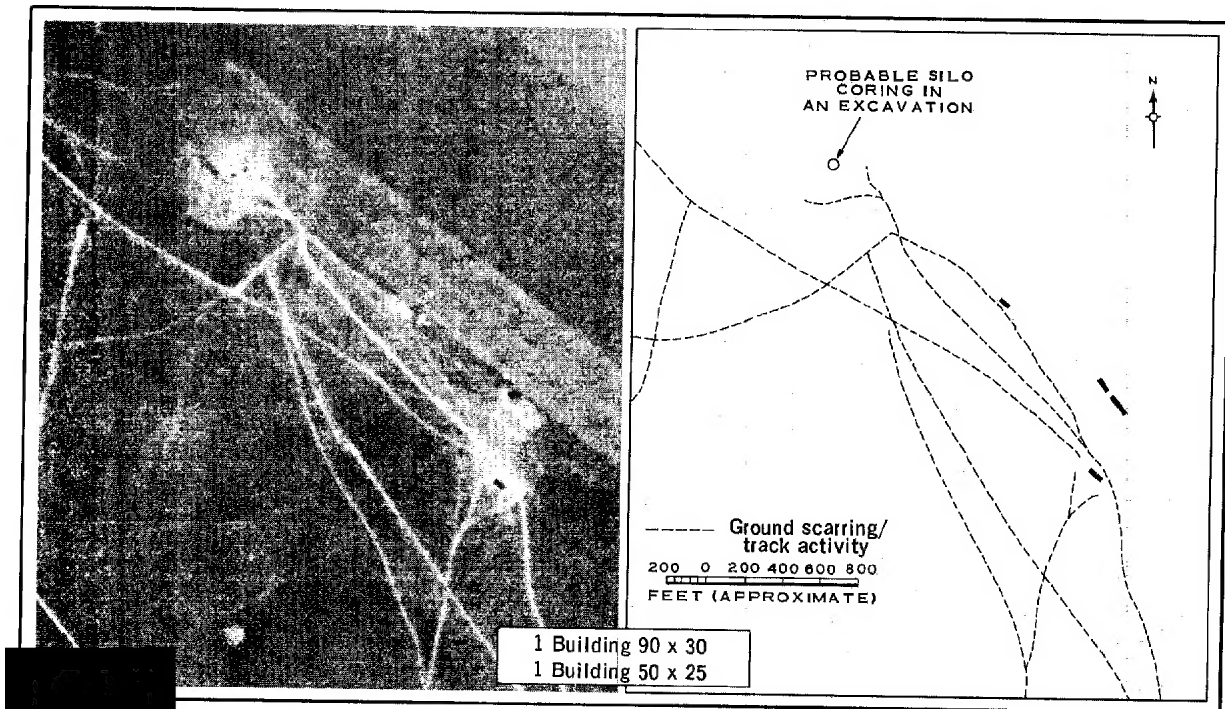 PROBABLE SILO
CORING IN
AN EXCAVATION
N
Ground scarring/
track activity
200 0 200 400 600 800
FEET (APPROXIMATE)
1 Building 90 x 30
1 Building 50 x 25